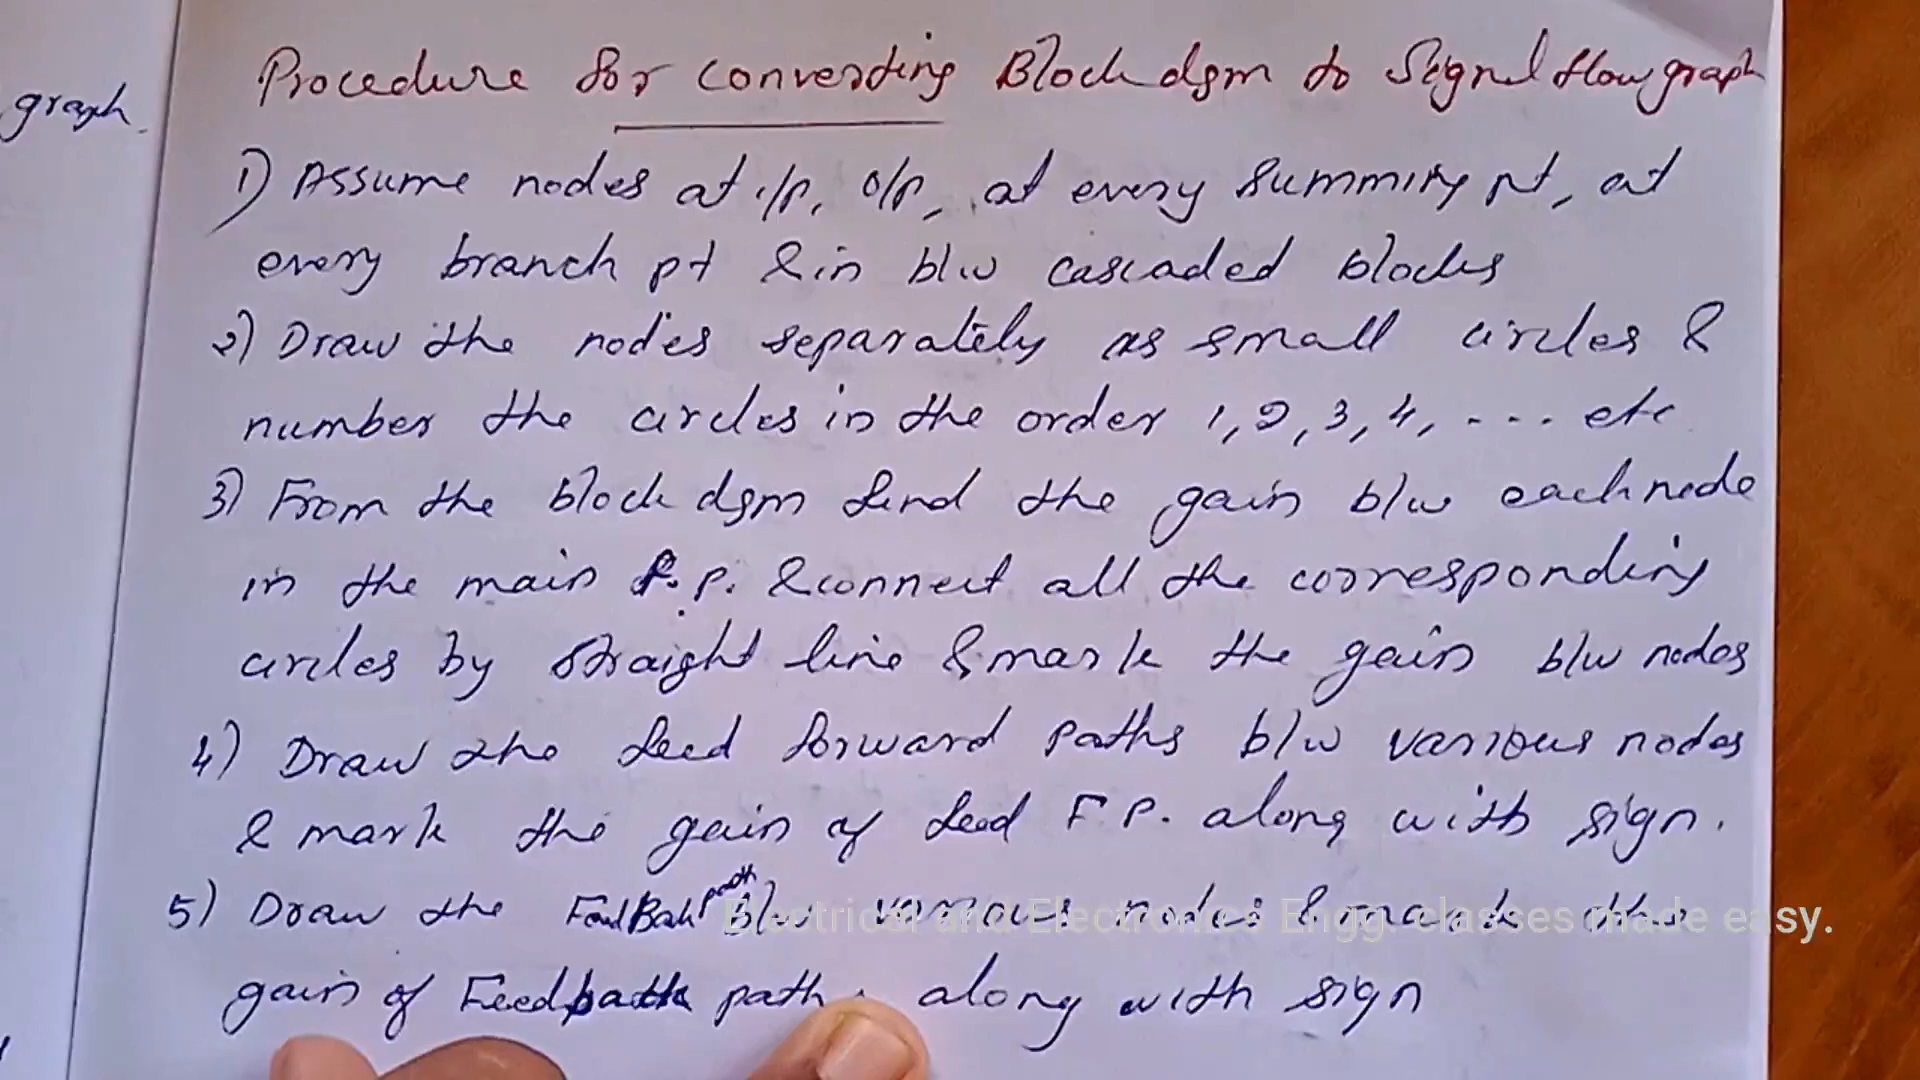 graph.
Procedure for converting Block dgm to Signal flow graph
1) Assume nodes at i/p, o/p, at every summing pt, at
every branch pt & in b/w cascaded blocks
2) Draw the nodes separately as small circles &
number the circles in the order 1, 2, 3, 4, - - - etc
3) From the block dgm find the gain b/w each node
in the main f.p. & connect all the corresponding
circles by straight line & mark the gain b/w nodes
4) Draw the feed forward paths b/w various nodes
& mark the gain of feed F.P. along with sign.
5) Draw the FeedBack path B/w various nodes & mark the
Electrical and Electronics Engg classes made easy.
gain of Feedback path along with sign